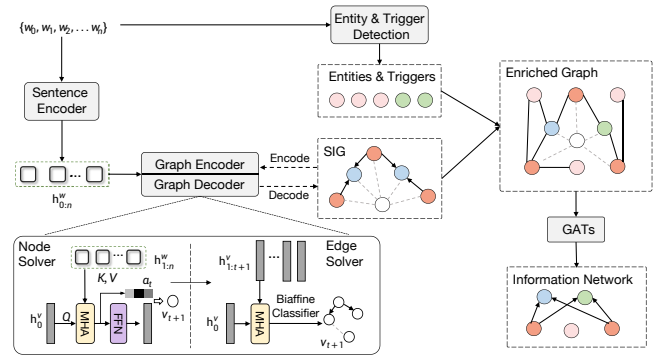 {w0, w1, w2, … wn}
Entity & Trigger
Detection
Sentence
Encoder
Entities & Triggers
Enriched Graph
Graph Encoder
Graph Decoder
Encode
Decode
SIG
h^w_{0:n}
GATs
Node
Solver
h^w_{1:n}
K, V
a_t
h^v_0
Q
MHA
FFN
v_{t+1}
h^v_{1:t+1}
…
Edge
Solver
h^v_0
MHA
Biaffine
Classifier
v_{t+1}
Information Network